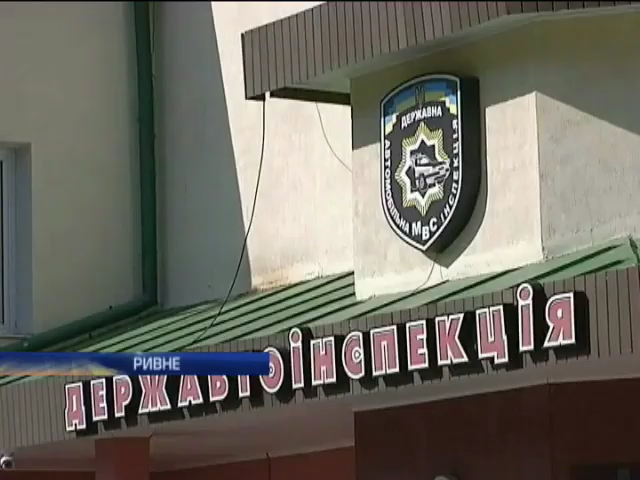 ДЕРЖАВНА
АВТОМОБІЛЬНА МВС ІНСПЕКЦІЯ
РИВНЕ
ДЕРЖАВТОІНСПЕКЦІЯ